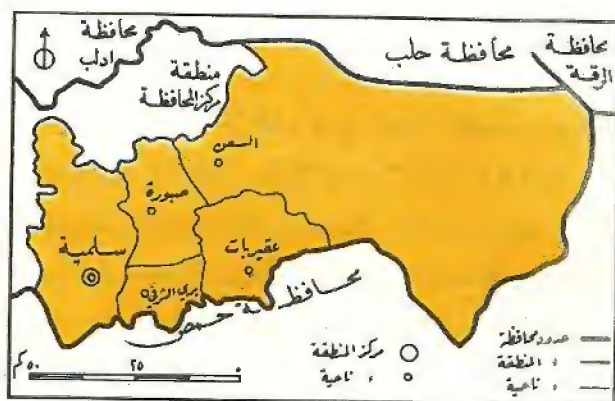 محافظة
ادلب
محافظة حلب
محافظة
الرقة
منطقة
مركز المحافظة
السعن
صبورة
سلمية
عقيربات
بري الشرقي
محافظة حمص
مركز المنطقة
" ناحية
حدود محافظة
" المنطقة
" ناحية
٥٠ كم
٢٥
٠